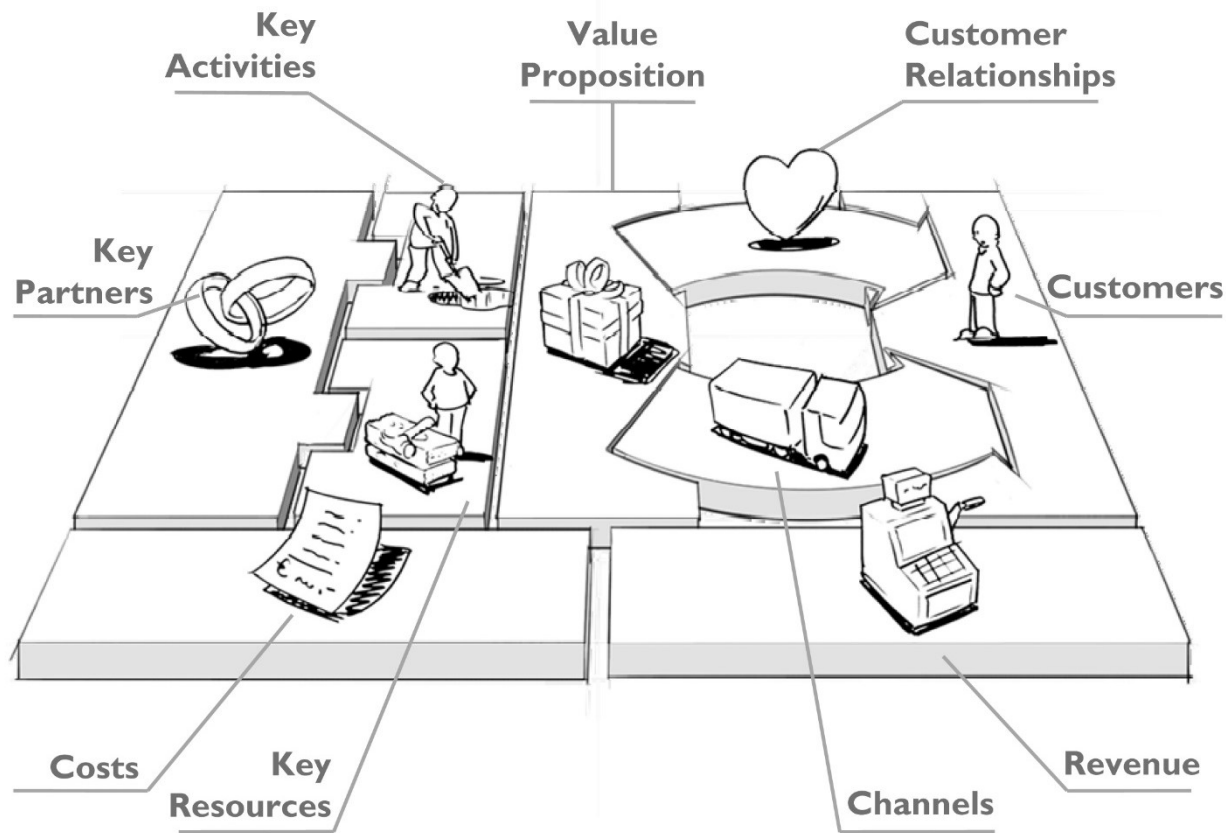 Key
Activities
Value
Proposition
Customer
Relationships
Key
Partners
Customers
€
Costs
Key
Resources
Channels
Revenue